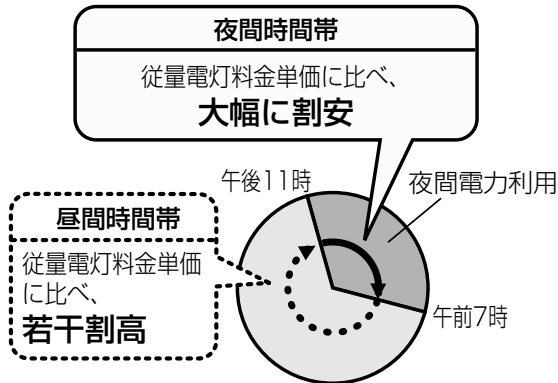 夜間時間帯
従量電灯料金単価に比べ、
大幅に割安
午後11時
夜間電力利用
昼間時間帯
従量電灯料金単価
に比べ、
若干割高
午前7時